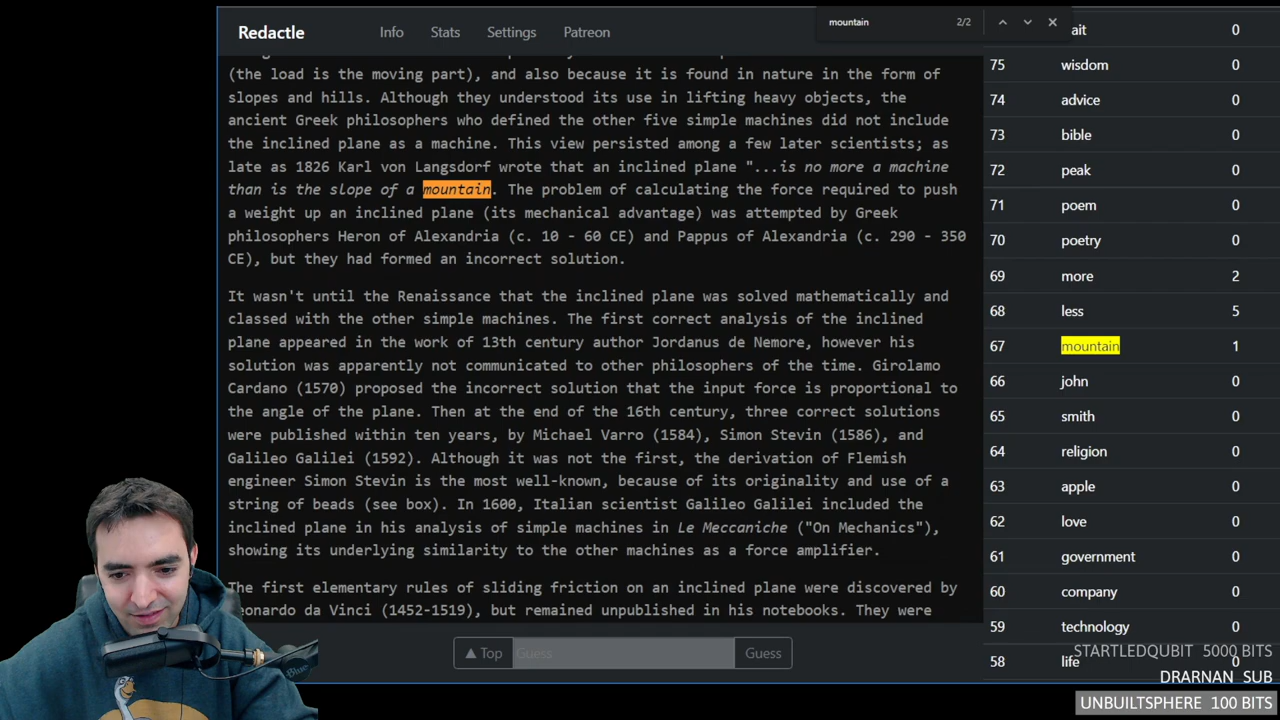 Redactle
Info
Stats
Settings
Patreon
mountain
2/2
(the load is the moving part), and also because it is found in nature in the form of
slopes and hills. Although they understood its use in lifting heavy objects, the
ancient Greek philosophers who defined the other five simple machines did not include
the inclined plane as a machine. This view persisted among a few later scientists; as
late as 1826 Karl von Langsdorf wrote that an inclined plane "...is no more a machine
than is the slope of a mountain. The problem of calculating the force required to push
a weight up an inclined plane (its mechanical advantage) was attempted by Greek
philosophers Heron of Alexandria (c. 10 - 60 CE) and Pappus of Alexandria (c. 290 - 350
CE), but they had formed an incorrect solution.
It wasn't until the Renaissance that the inclined plane was solved mathematically and
classed with the other simple machines. The first correct analysis of the inclined
plane appeared in the work of 13th century author Jordanus de Nemore, however his
solution was apparently not communicated to other philosophers of the time. Girolamo
Cardano (1570) proposed the incorrect solution that the input force is proportional to
the angle of the plane. Then at the end of the 16th century, three correct solutions
were published within ten years, by Michael Varro (1584), Simon Stevin (1586), and
Galileo Galilei (1592). Although it was not the first, the derivation of Flemish
engineer Simon Stevin is the most well-known, because of its originality and use of a
string of beads (see box). In 1600, Italian scientist Galileo Galilei included the
inclined plane in his analysis of simple machines in Le Meccaniche ("On Mechanics"),
showing its underlying similarity to the other machines as a force amplifier.
The first elementary rules of sliding friction on an inclined plane were discovered by
Leonardo da Vinci (1452-1519), but remained unpublished in his notebooks. They were
▲ Top
Guess
Guess
0
75 wisdom 0
74 advice 0
73 bible 0
72 peak 0
71 poem 0
70 poetry 0
69 more 2
68 less 5
67 mountain 1
66 john 0
65 smith 0
64 religion 0
63 apple 0
62 love 0
61 government 0
60 company 0
59 technology 0
58 life 0
STARTLEDQUBIT 5000 BITS
DRARNAN SUB
UNBUILTSPHERE 100 BITS